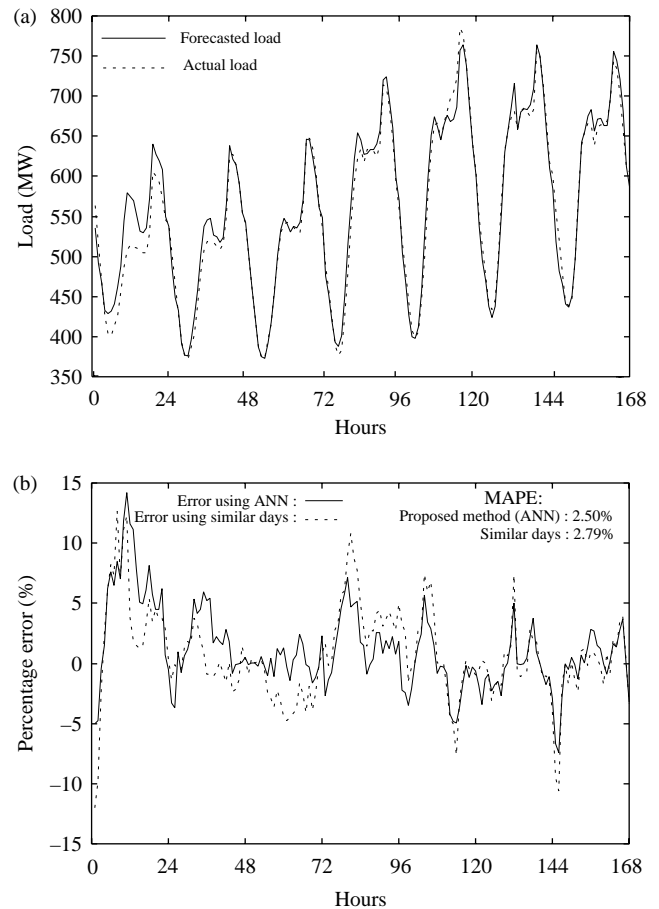 (a)
800
750
700
650
600
550
500
450
400
350
Load (MW)
Forecasted load
Actual load
0 24 48 72 96 120 144 168
Hours
(b)
15
10
5
0
−5
−10
−15
Percentage error (%)
Error using ANN :
Error using similar days :
MAPE:
Proposed method (ANN) : 2.50%
Similar days : 2.79%
0 24 48 72 96 120 144 168
Hours